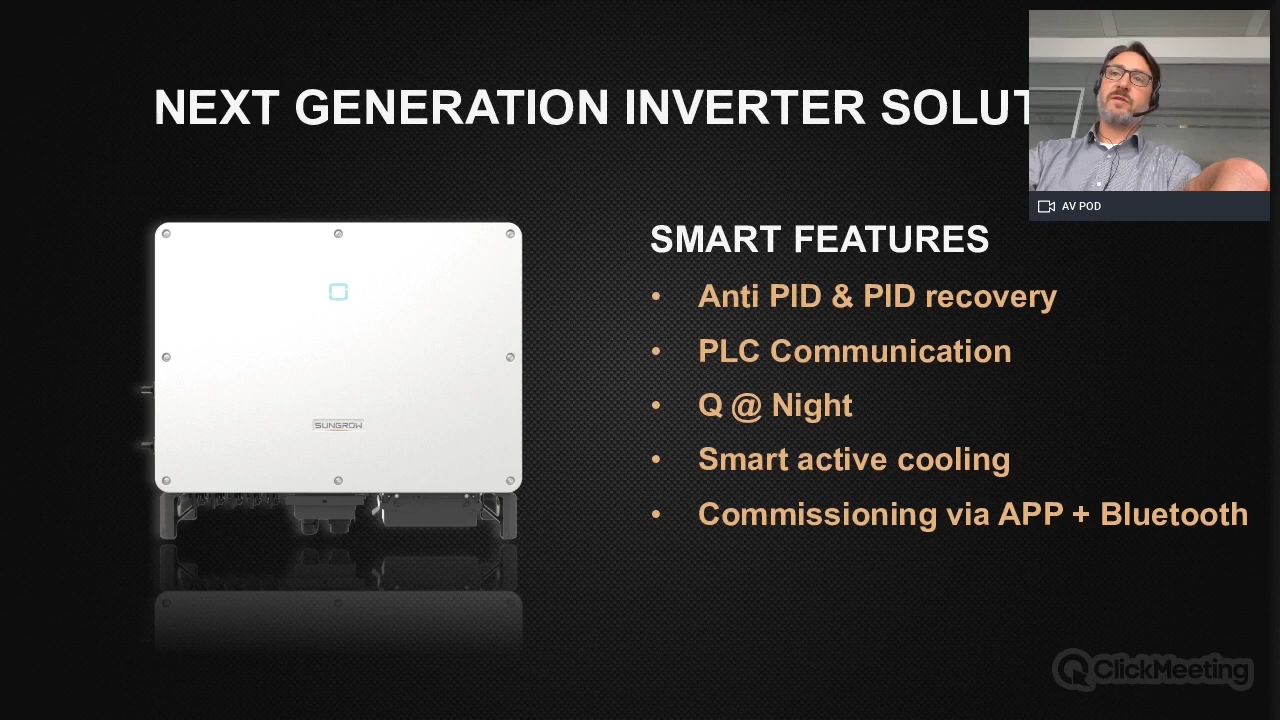 NEXT GENERATION INVERTER SOLUT
AV POD
SMART FEATURES
• Anti PID & PID recovery
• PLC Communication
• Q @ Night
• Smart active cooling
• Commissioning via APP + Bluetooth
SUNGROW
ClickMeeting